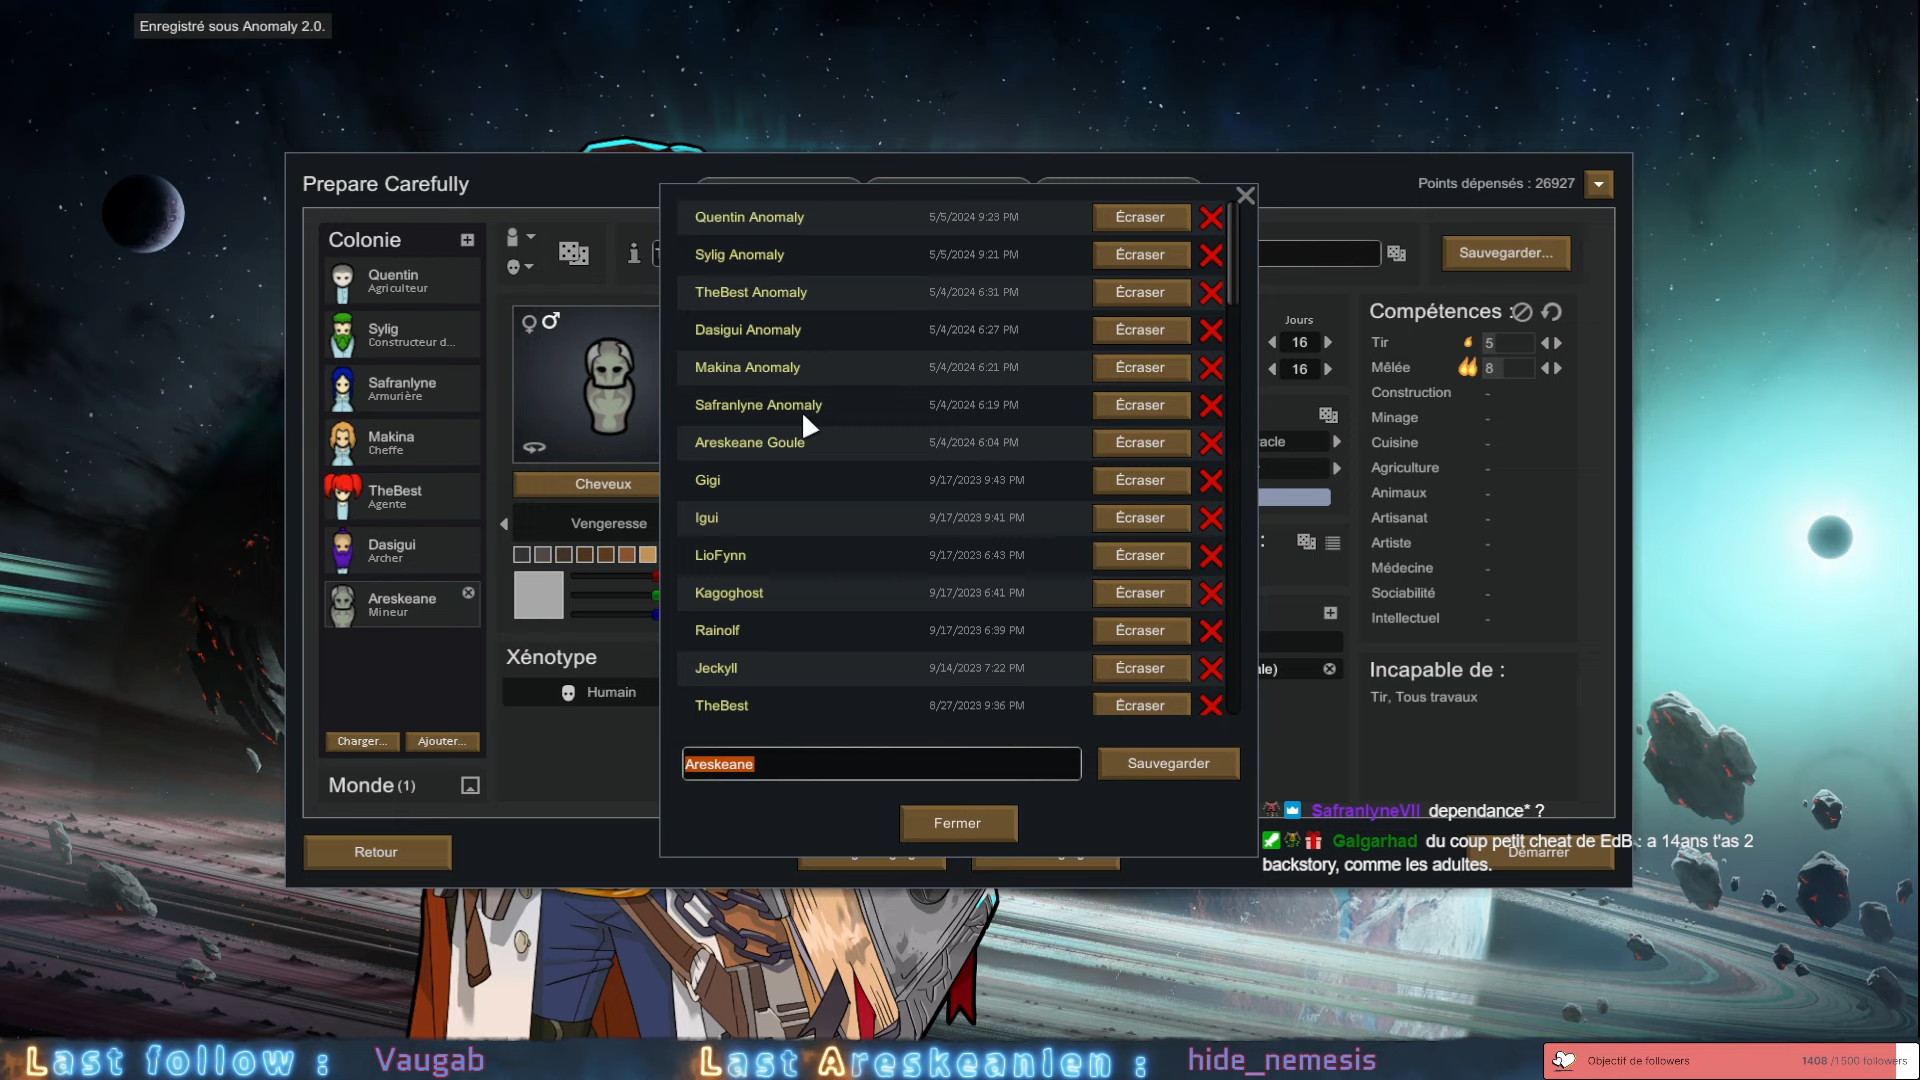 Enregistré sous Anomaly 2.0.
Prepare Carefully
Points dépensés : 26927
Colonie
Quentin
Agriculteur
Sylig
Constructeur d...
Safranlyne
Armurière
Makina
Cheffe
TheBest
Agente
Dasigui
Archer
Areskeane
Mineur
Charger...
Ajouter...
Monde (1)
Retour
Cheveux
Vengeresse
Xénotype
Humain
Quentin Anomaly 5/5/2024 9:23 PM Écraser
Sylig Anomaly 5/5/2024 9:21 PM Écraser
TheBest Anomaly 5/4/2024 6:31 PM Écraser
Dasigui Anomaly 5/4/2024 6:27 PM Écraser
Makina Anomaly 5/4/2024 6:21 PM Écraser
Safranlyne Anomaly 5/4/2024 6:19 PM Écraser
Areskeane Goule 5/4/2024 6:04 PM Écraser
Gigi 9/17/2023 9:43 PM Écraser
Igui 9/17/2023 9:41 PM Écraser
LioFynn 9/17/2023 6:43 PM Écraser
Kagoghost 9/17/2023 6:41 PM Écraser
Rainolf 9/17/2023 6:39 PM Écraser
Jeckyll 9/14/2023 7:22 PM Écraser
TheBest 8/27/2023 9:36 PM Écraser
Areskeane
Sauvegarder
Fermer
Sauvegarder...
Jours
16
16
acle
:
le)
Compétences :
Tir 5
Mêlée 8
Construction -
Minage -
Cuisine -
Agriculture -
Animaux -
Artisanat -
Artiste -
Médecine -
Sociabilité -
Intellectuel -
Incapable de :
Tir, Tous travaux
Démarrer
SafranlyneVII dependance* ?
Galgarhad du coup petit cheat de EdB : a 14ans t'as 2
backstory, comme les adultes.
Last follow : Vaugab
Last Areskeanien : hide_nemesis
Objectif de followers 1408 /1500 followers